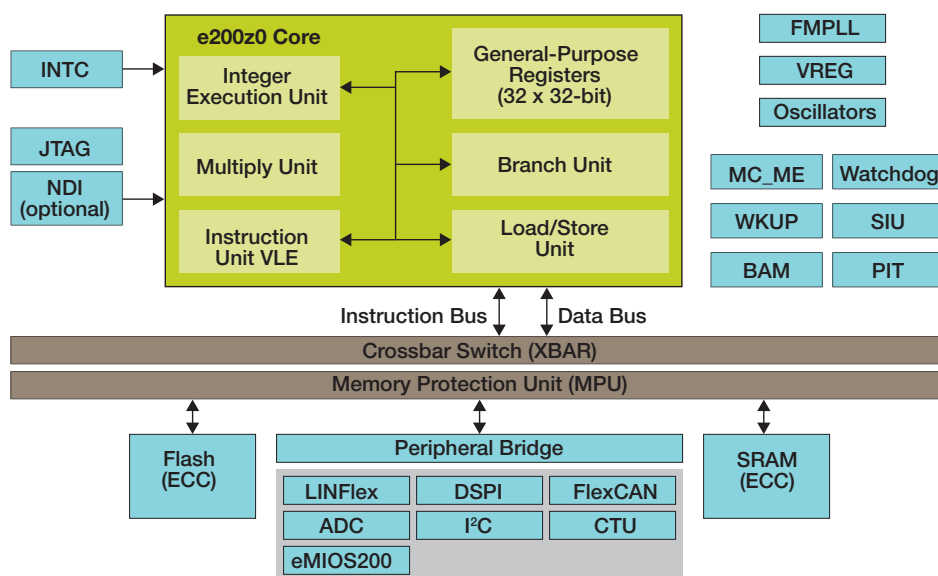 e200z0 Core
INTC
JTAG
NDI
(optional)
Integer
Execution Unit
General-Purpose
Registers
(32 x 32-bit)
Multiply Unit
Branch Unit
Instruction
Unit VLE
Load/Store
Unit
FMPLL
VREG
Oscillators
MC_ME
Watchdog
WKUP
SIU
BAM
PIT
Instruction Bus
Data Bus
Crossbar Switch (XBAR)
Memory Protection Unit (MPU)
Flash
(ECC)
Peripheral Bridge
SRAM
(ECC)
LINFlex
DSPI
FlexCAN
ADC
I²C
CTU
eMIOS200